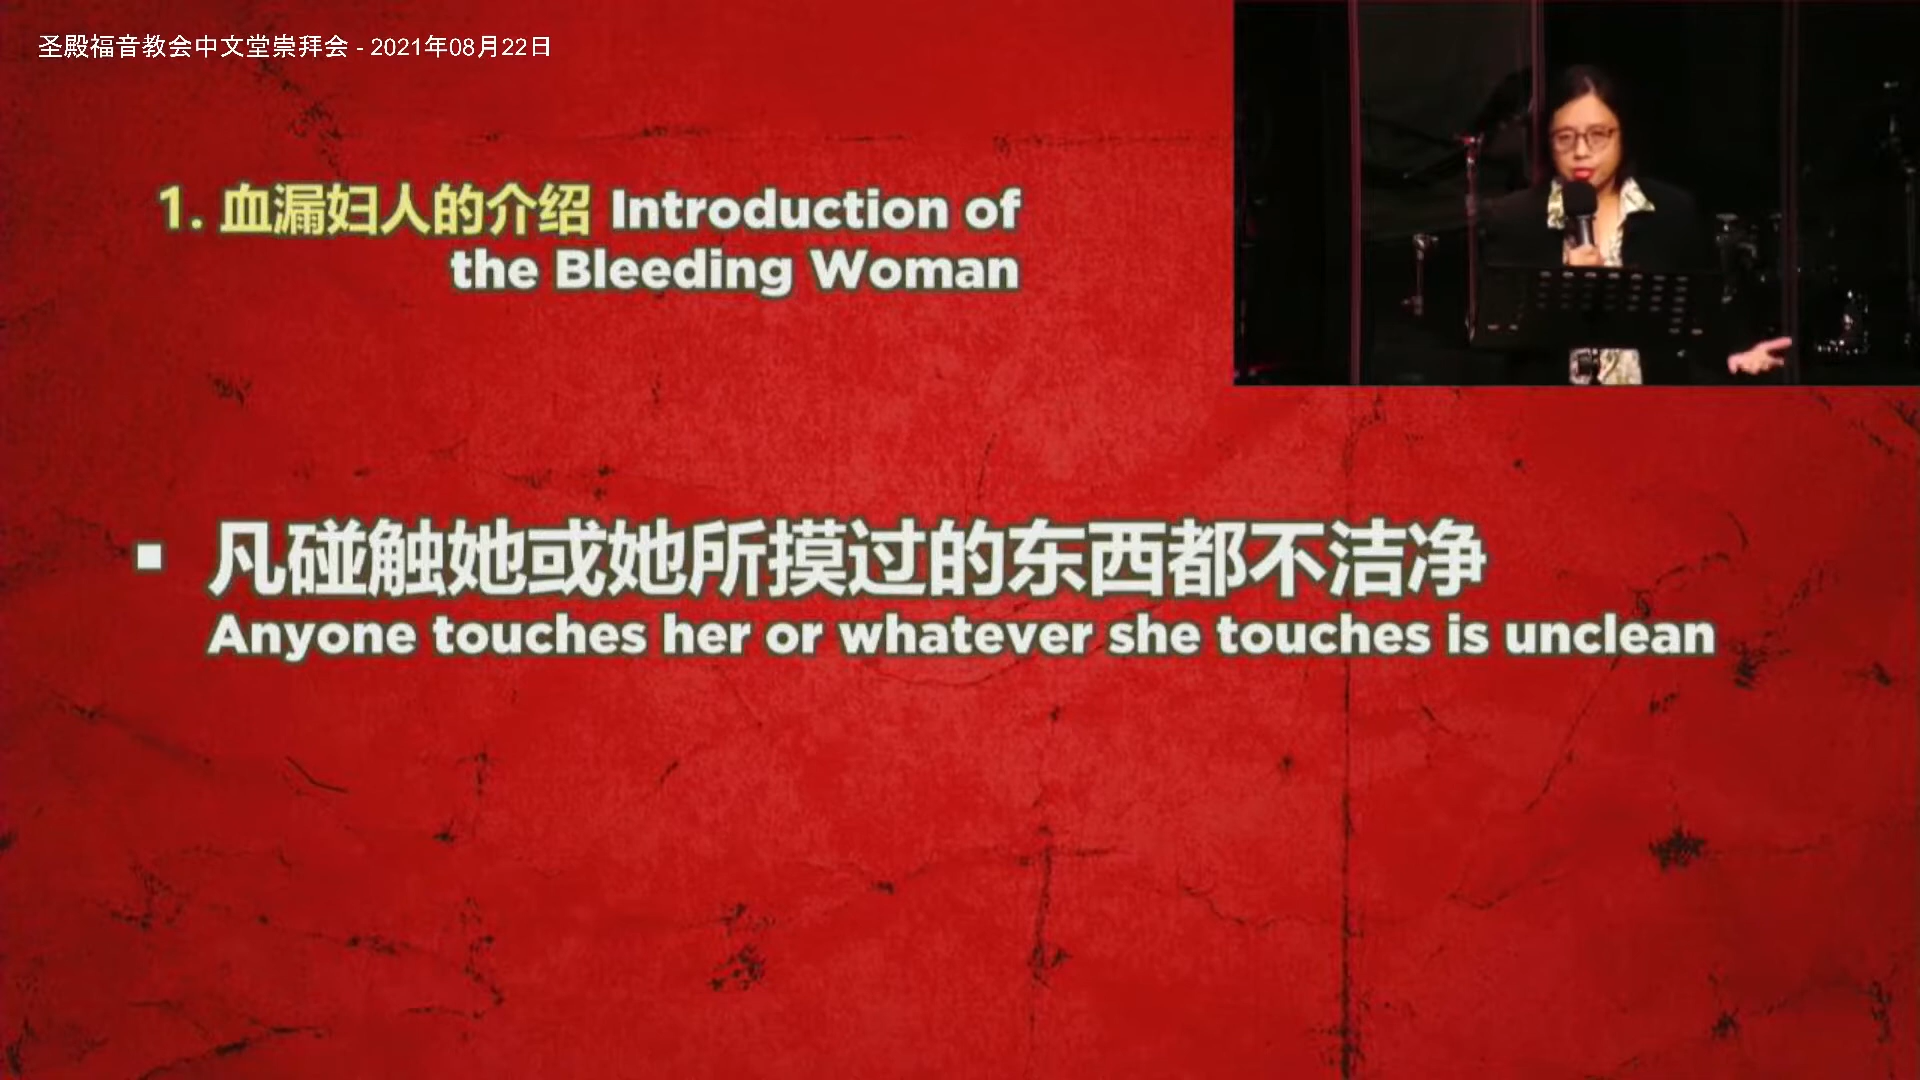 圣殿福音教会中文堂崇拜会 - 2021年08月22日
1. 血漏妇人的介绍 Introduction of
the Bleeding Woman
▪ 凡碰触她或她所摸过的东西都不洁净
Anyone touches her or whatever she touches is unclean